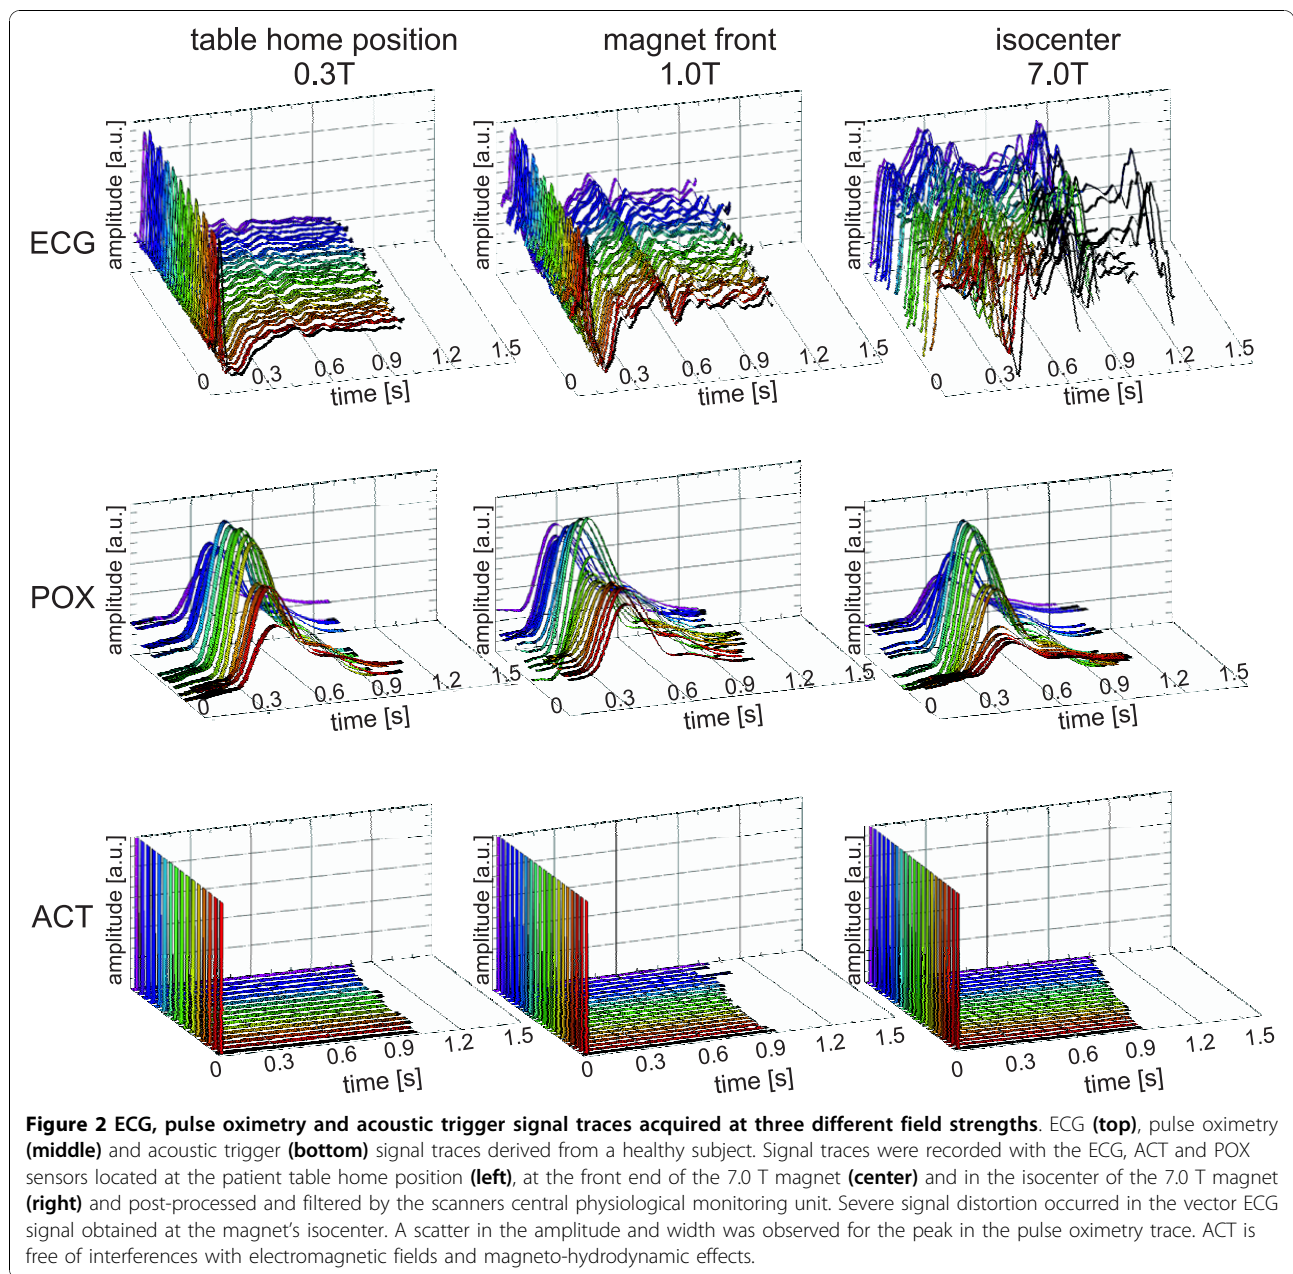 table home position
0.3T
magnet front
1.0T
isocenter
7.0T
ECG
amplitude [a.u.]
0 0.3 0.6 0.9 1.2 1.5
time [s]
amplitude [a.u.]
0 0.3 0.6 0.9 1.2 1.5
time [s]
amplitude [a.u.]
0 0.3 0.6 0.9 1.2 1.5
time [s]
POX
amplitude [a.u.]
0 0.3 0.6 0.9 1.2 1.5
time [s]
amplitude [a.u.]
0 0.3 0.6 0.9 1.2 1.5
time [s]
amplitude [a.u.]
0 0.3 0.6 0.9 1.2 1.5
time [s]
ACT
amplitude [a.u.]
0 0.3 0.6 0.9 1.2 1.5
time [s]
amplitude [a.u.]
0 0.3 0.6 0.9 1.2 1.5
time [s]
amplitude [a.u.]
0 0.3 0.6 0.9 1.2 1.5
time [s]
Figure 2 ECG, pulse oximetry and acoustic trigger signal traces acquired at three different field strengths. ECG (top), pulse oximetry
(middle) and acoustic trigger (bottom) signal traces derived from a healthy subject. Signal traces were recorded with the ECG, ACT and POX
sensors located at the patient table home position (left), at the front end of the 7.0 T magnet (center) and in the isocenter of the 7.0 T magnet
(right) and post-processed and filtered by the scanners central physiological monitoring unit. Severe signal distortion occurred in the vector ECG
signal obtained at the magnet's isocenter. A scatter in the amplitude and width was observed for the peak in the pulse oximetry trace. ACT is
free of interferences with electromagnetic fields and magneto-hydrodynamic effects.